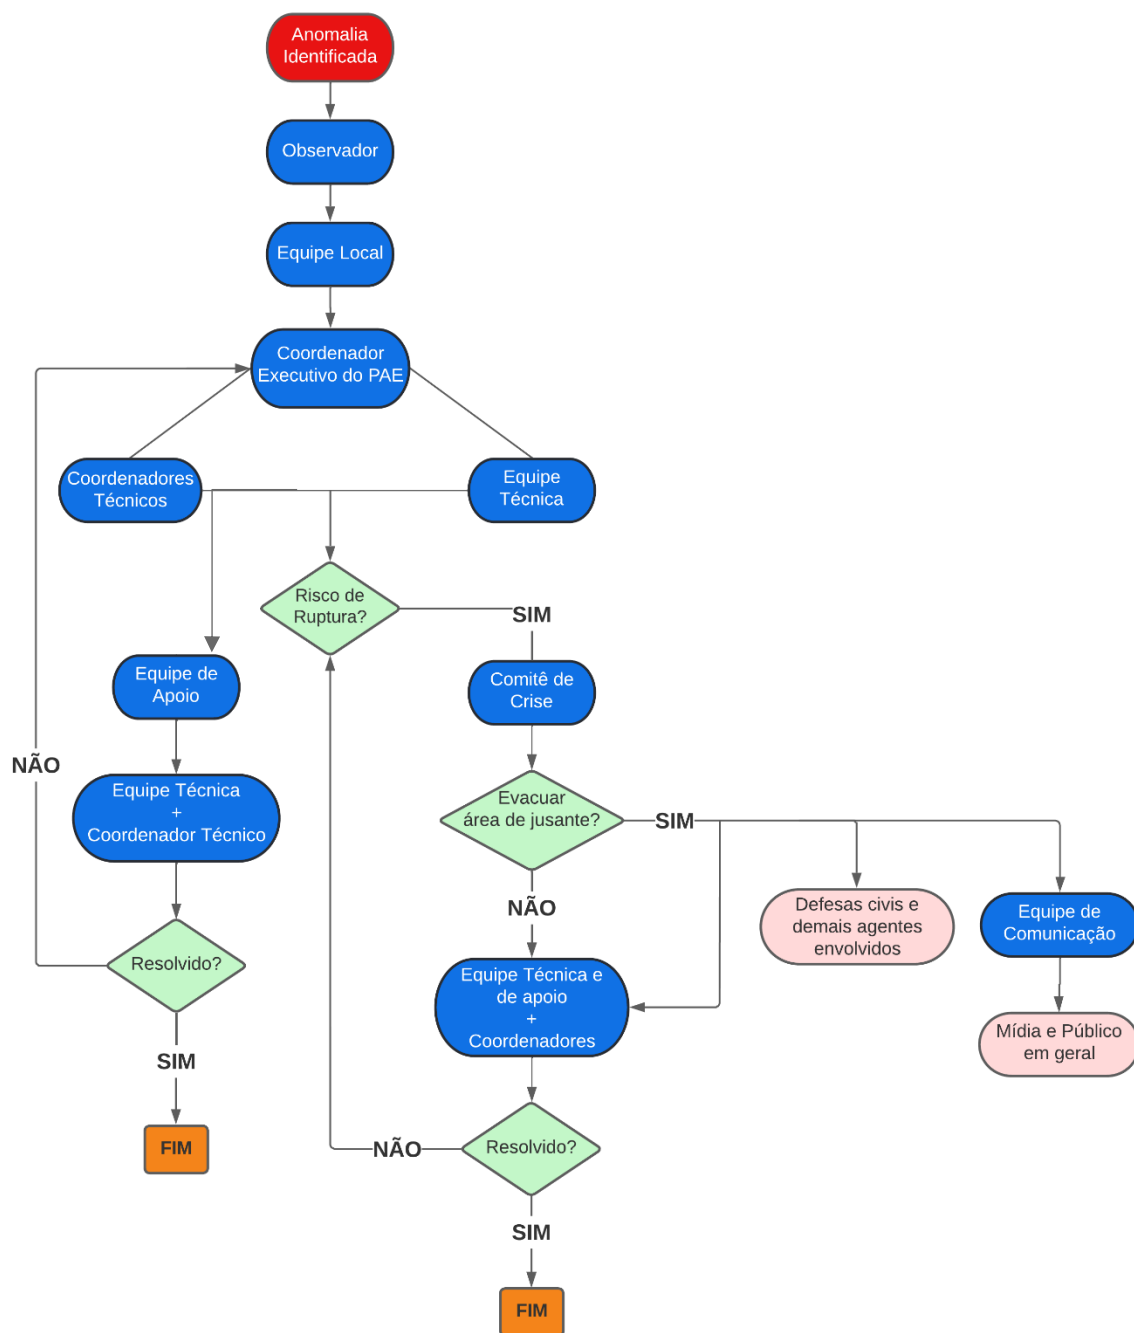 Anomalia
Identificada
Observador
Equipe Local
Coordenador
Executivo do PAE
Coordenadores
Técnicos
Equipe
Técnica
Risco de
Ruptura?
SIM
Equipe de
Apoio
Comitê de
Crise
NÃO
Equipe Técnica
+
Coordenador Técnico
Evacuar
área de jusante?
SIM
NÃO
Defesas civis e
demais agentes
envolvidos
Equipe de
Comunicação
Resolvido?
Equipe Técnica e
de apoio
+
Coordenadores
Mídia e Público
em geral
SIM
FIM
NÃO
Resolvido?
SIM
FIM